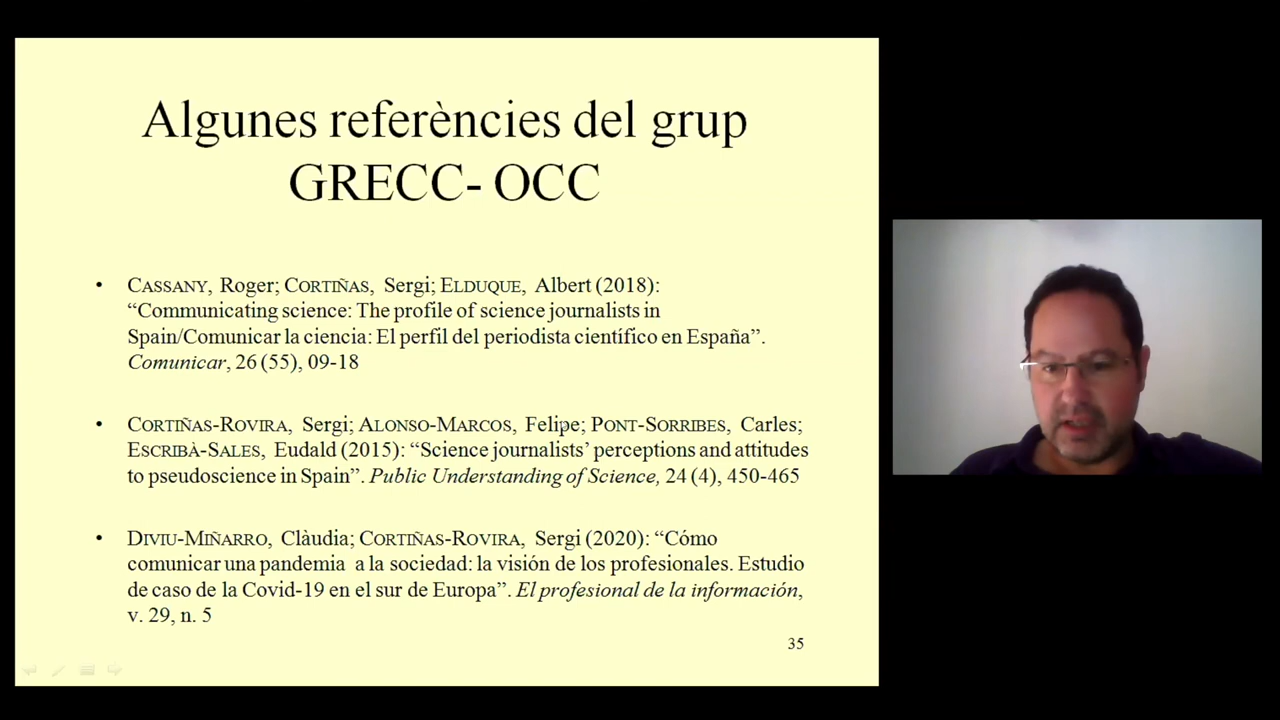 Algunes referències del grup
GRECC- OCC
• CASSANY, Roger; CORTIÑAS, Sergi; ELDUQUE, Albert (2018):
“Communicating science: The profile of science journalists in
Spain/Comunicar la ciencia: El perfil del periodista científico en España”.
Comunicar, 26 (55), 09-18
• CORTIÑAS-ROVIRA, Sergi; ALONSO-MARCOS, Felipe; PONT-SORRIBES, Carles;
ESCRIBÀ-SALES, Eudald (2015): “Science journalists’ perceptions and attitudes
to pseudoscience in Spain”. Public Understanding of Science, 24 (4), 450-465
• DIVIU-MIÑARRO, Clàudia; CORTIÑAS-ROVIRA, Sergi (2020): “Cómo
comunicar una pandemia a la sociedad: la visión de los profesionales. Estudio
de caso de la Covid-19 en el sur de Europa”. El profesional de la información,
v. 29, n. 5
35